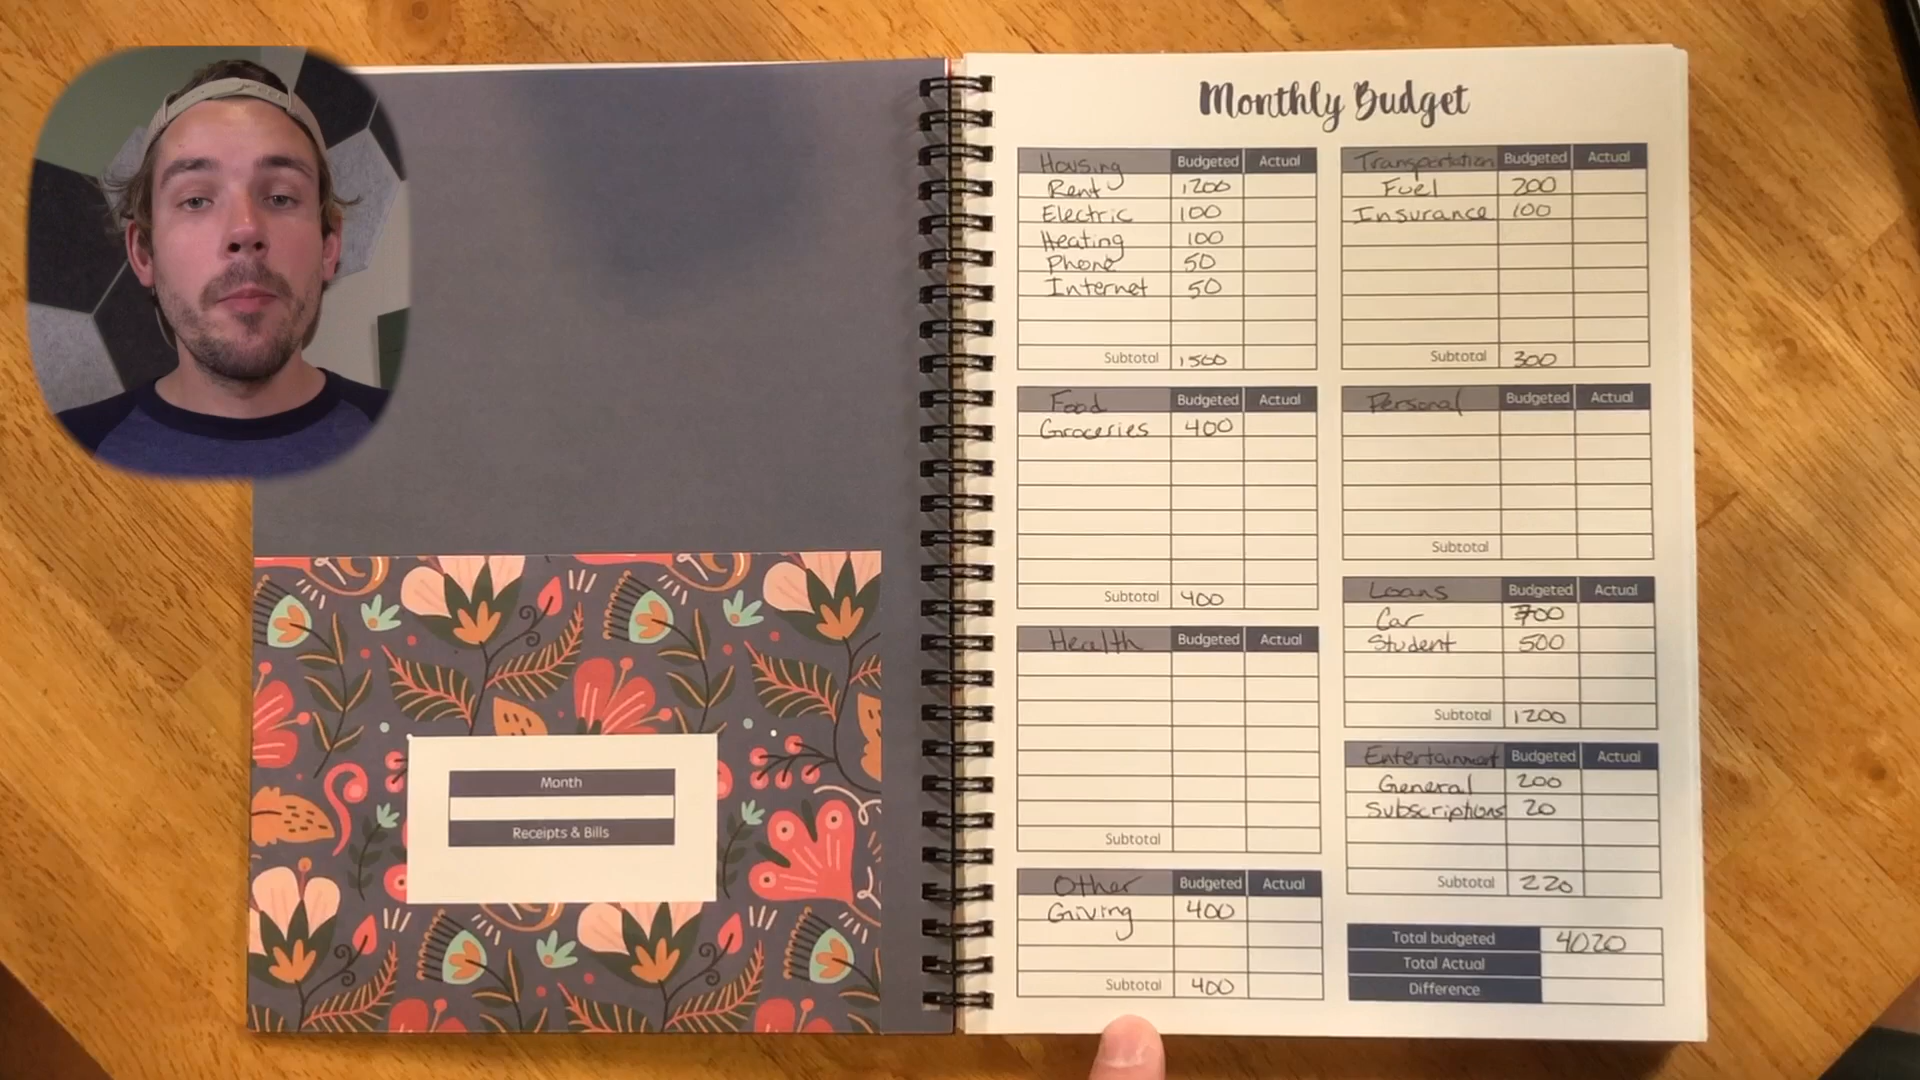 Monthly Budget
Housing Budgeted Actual
Rent 1200
Electric 100
Heating 100
Phone 50
Internet 50
Subtotal 1500
Food Budgeted Actual
Groceries 400
Subtotal 400
Health Budgeted Actual
Subtotal
Other Budgeted Actual
Giving 400
Subtotal 400
Transportation Budgeted Actual
Fuel 200
Insurance 100
Subtotal 300
Personal Budgeted Actual
Subtotal
Loans Budgeted Actual
Car 700
Student 500
Subtotal 1200
Entertainment Budgeted Actual
General 200
Subscriptions 20
Subtotal 220
Total budgeted 4020
Total Actual
Difference
Month
Receipts & Bills